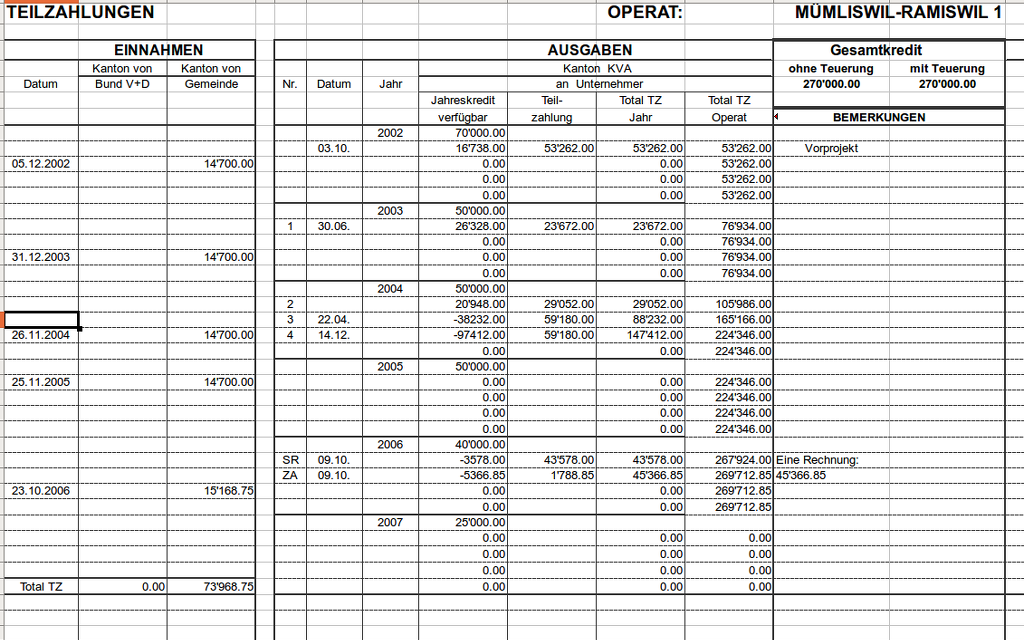 TEILZAHLUNGEN OPERAT: MÜMLISWIL-RAMISWIL 1
EINNAHMEN AUSGABEN Gesamtkredit
Kanton von Kanton von Kanton KVA ohne Teuerung mit Teuerung
Datum Bund V+D Gemeinde Nr. Datum Jahr an Unternehmer 270'000.00 270'000.00
Jahreskredit Teil- Total TZ Total TZ
verfügbar zahlung Jahr Operat BEMERKUNGEN
2002 70'000.00
03.10. 16'738.00 53'262.00 53'262.00 53'262.00 Vorprojekt
05.12.2002 14'700.00 0.00 0.00 53'262.00
0.00 0.00 53'262.00
0.00 0.00 53'262.00
2003 50'000.00
1 30.06. 26'328.00 23'672.00 23'672.00 76'934.00
0.00 0.00 76'934.00
31.12.2003 14'700.00 0.00 0.00 76'934.00
0.00 0.00 76'934.00
2004 50'000.00
2 20'948.00 29'052.00 29'052.00 105'986.00
3 22.04. -38232.00 59'180.00 88'232.00 165'166.00
26.11.2004 14'700.00 4 14.12. -97412.00 59'180.00 147'412.00 224'346.00
0.00 0.00 224'346.00
2005 50'000.00
25.11.2005 14'700.00 0.00 0.00 224'346.00
0.00 0.00 224'346.00
0.00 0.00 224'346.00
0.00 0.00 224'346.00
2006 40'000.00
SR 09.10. -3578.00 43'578.00 43'578.00 267'924.00 Eine Rechnung:
ZA 09.10. -5366.85 1'788.85 45'366.85 269'712.85 45'366.85
23.10.2006 15'168.75 0.00 0.00 269'712.85
0.00 0.00 269'712.85
2007 25'000.00
0.00 0.00 0.00
0.00 0.00 0.00
0.00 0.00 0.00
Total TZ 0.00 73'968.75 0.00 0.00 0.00